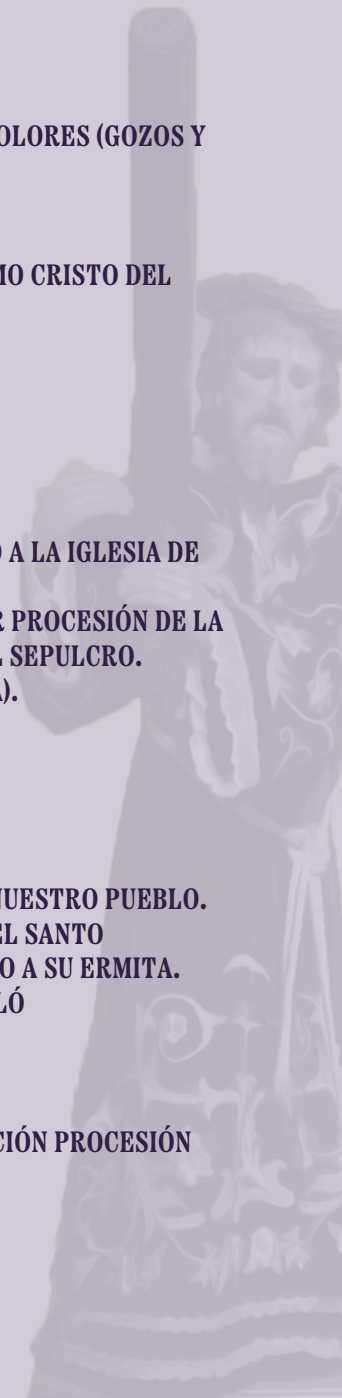 OLORES (GOZOS Y
MO CRISTO DEL
A LA IGLESIA DE
R PROCESIÓN DE LA
L SEPULCRO.
A).
NUESTRO PUEBLO.
EL SANTO
O A SU ERMITA.
LÓ
CIÓN PROCESIÓN